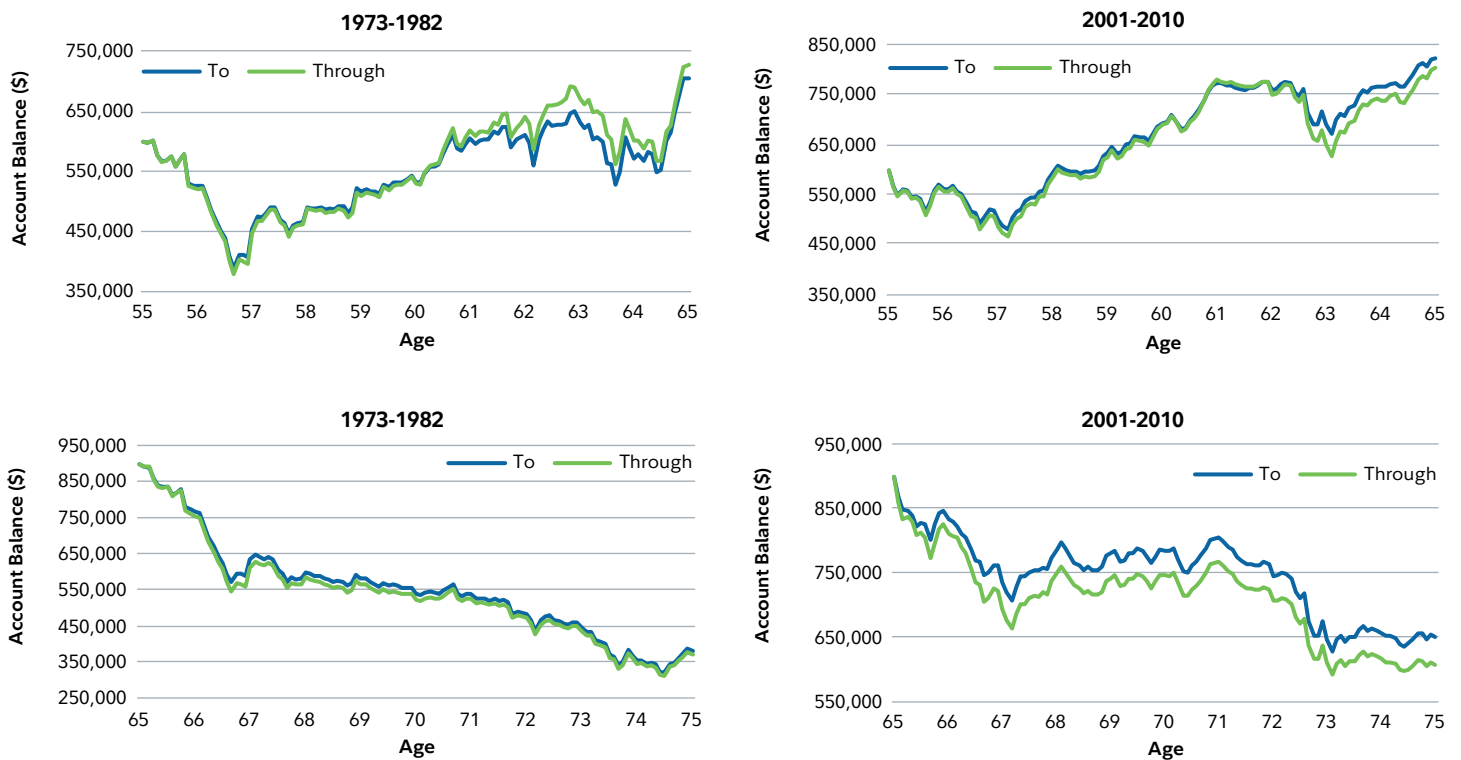 1973-1982
Account Balance ($)
750,000
650,000
550,000
450,000
350,000
To
Through
55 56 57 58 59 60 61 62 63 64 65
Age
2001-2010
Account Balance ($)
850,000
750,000
650,000
550,000
450,000
350,000
To
Through
55 56 57 58 59 60 61 62 63 64 65
Age
1973-1982
Account Balance ($)
950,000
850,000
750,000
650,000
550,000
450,000
350,000
250,000
To
Through
65 66 67 68 69 70 71 72 73 74 75
Age
2001-2010
Account Balance ($)
950,000
850,000
750,000
650,000
550,000
To
Through
65 66 67 68 69 70 71 72 73 74 75
Age